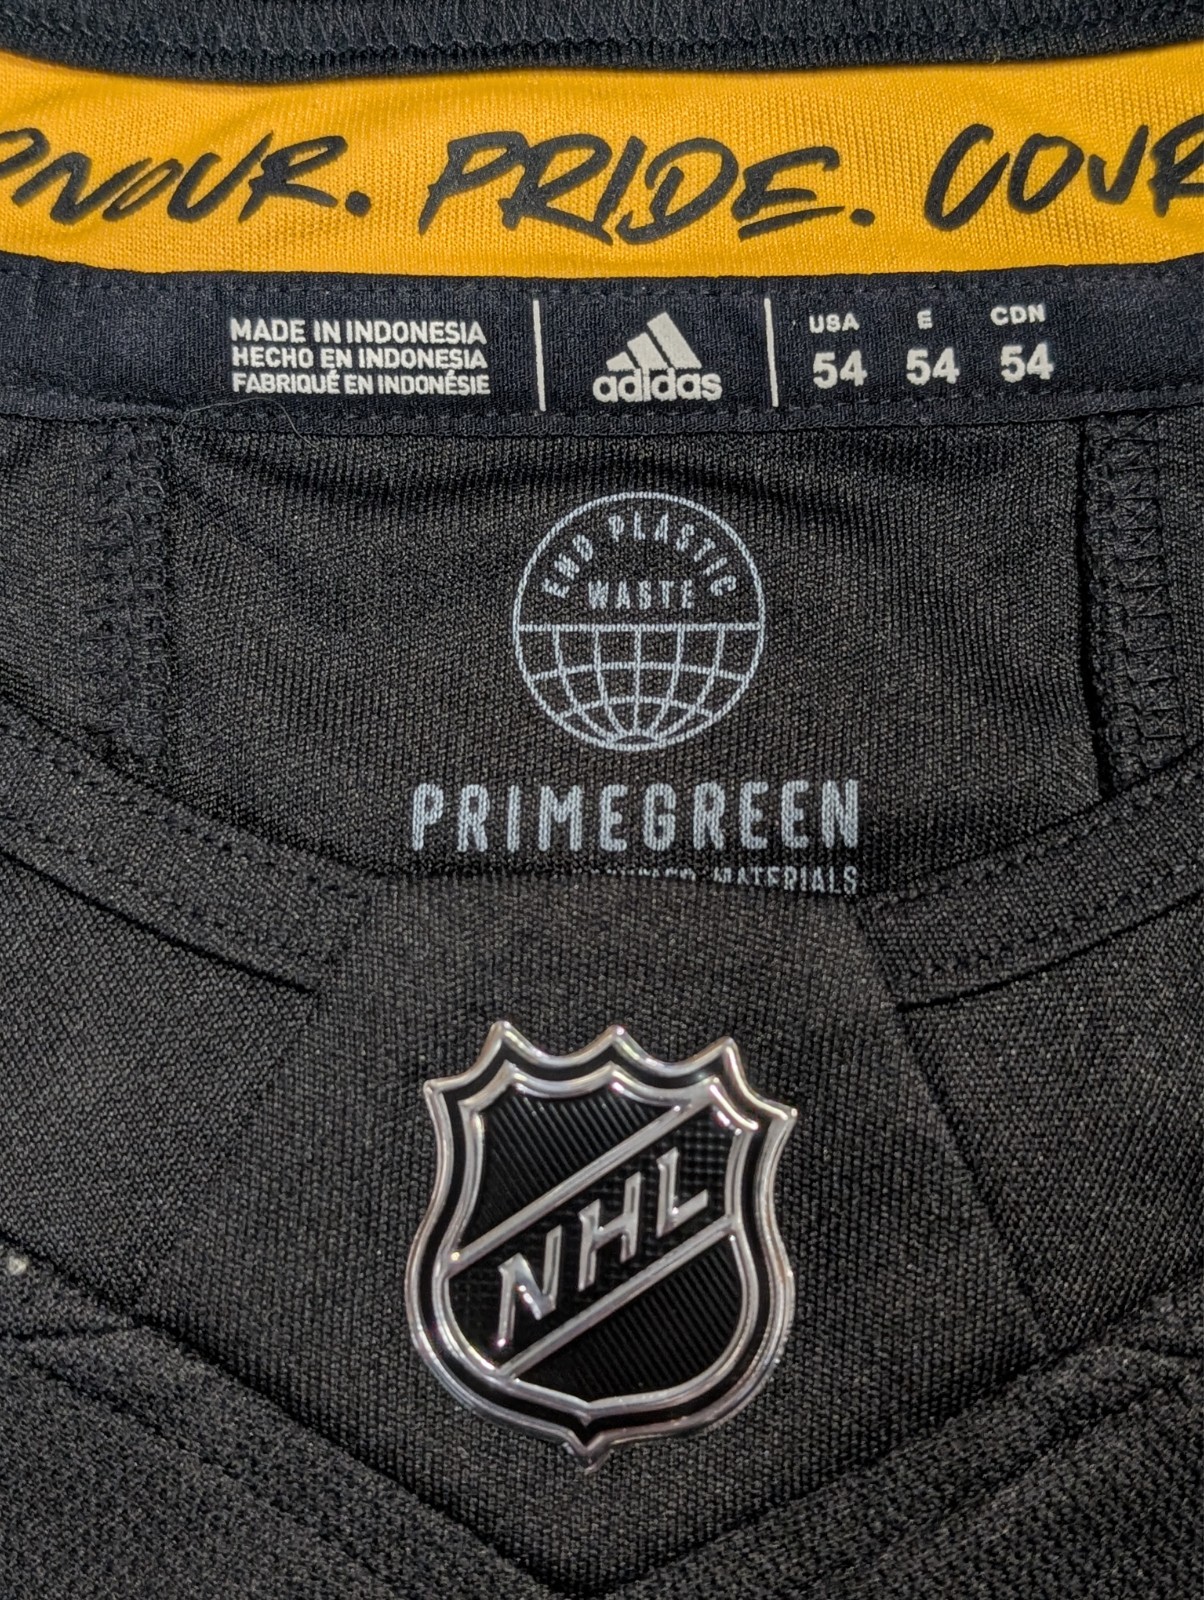 PRIDE.
MADE IN INDONESIA
HECHO EN INDONESIA
FABRIQUÉ EN INDONÉSIE
adidas
USA E CDN
54 54 54
END PLASTIC
WASTE
PRIMEGREEN
MATERIALS
NHL